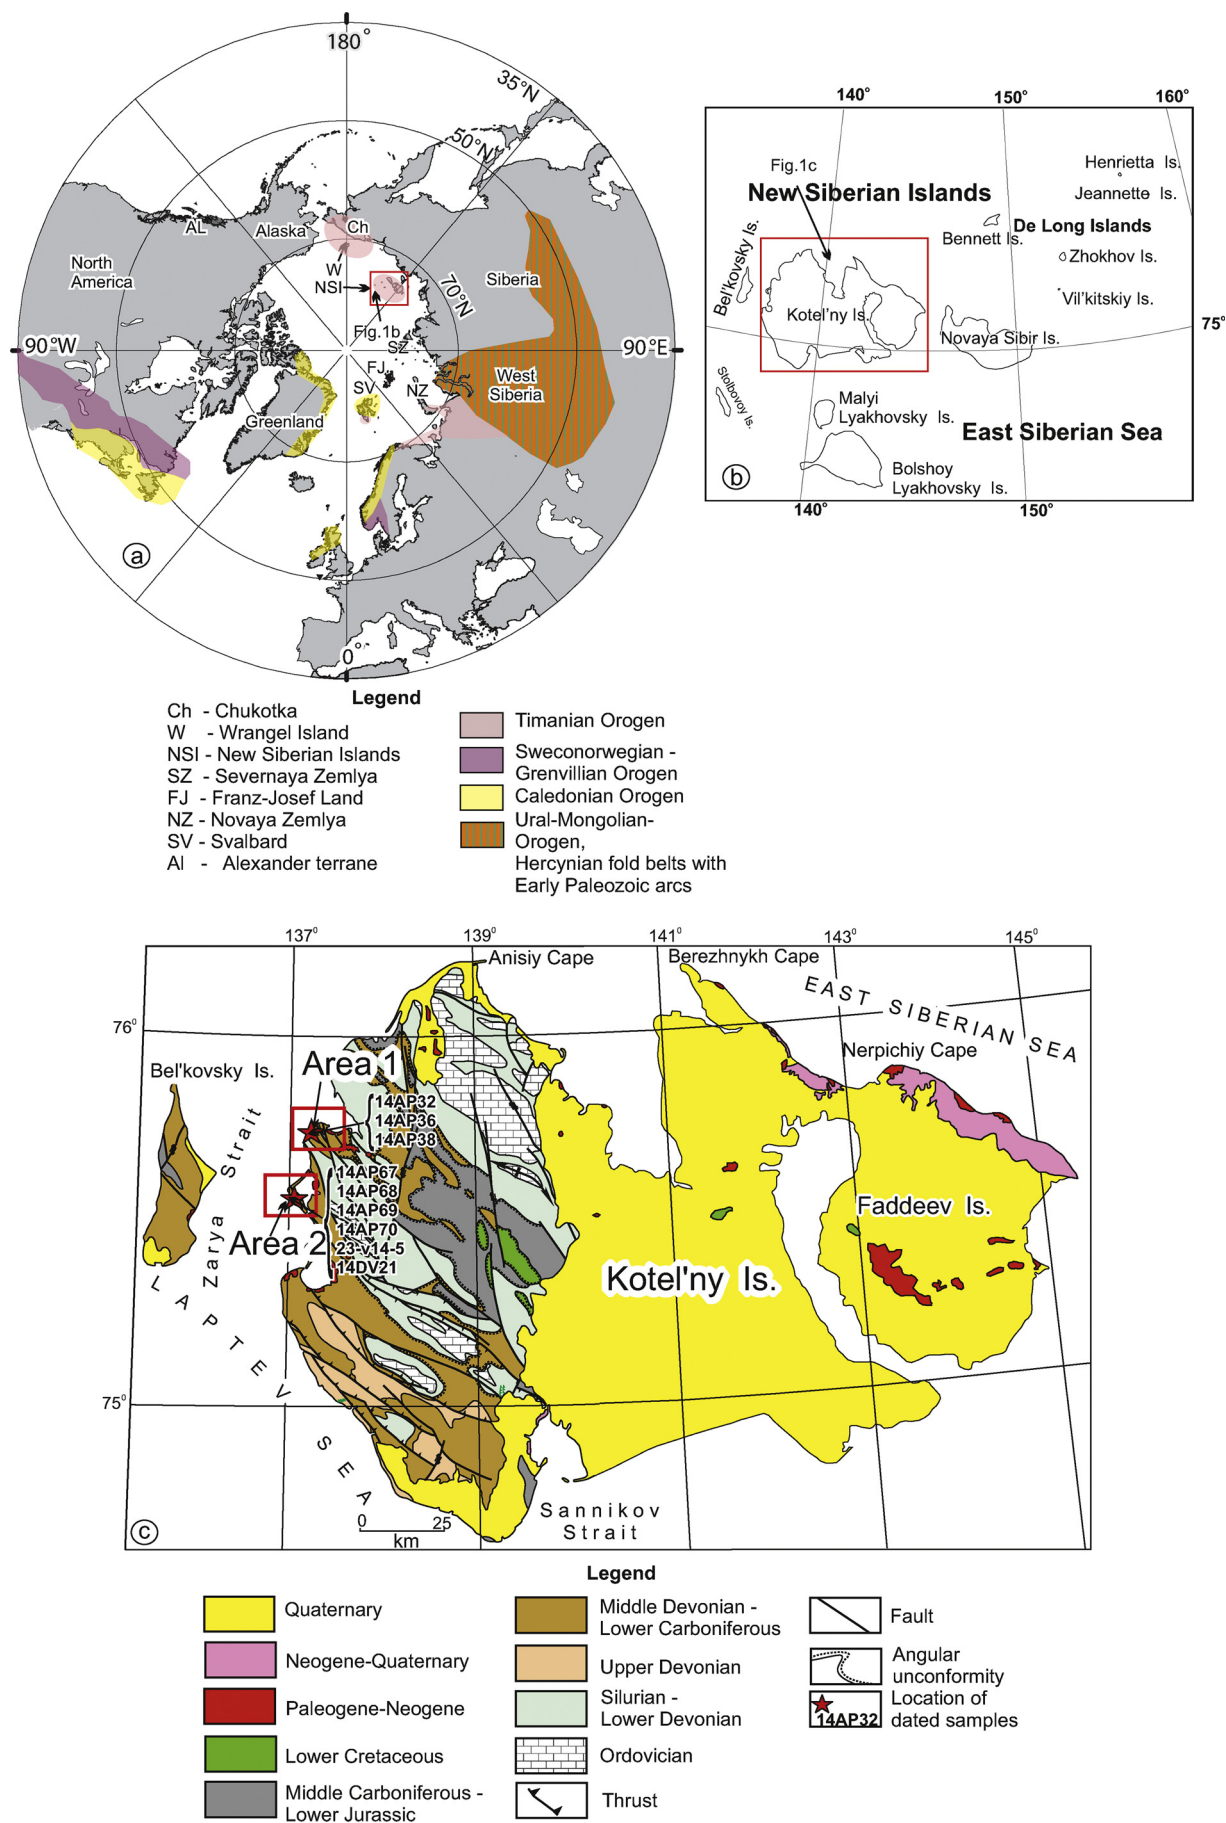 180°
35°N
50°N
AL
Alaska
Ch
North
America
W
NSI
70°N
Siberia
Fig.1b
90°W
SZ
90°E
FJ
SV
NZ
West
Siberia
Greenland
a
0°
140°
150°
160°
Fig.1c
Henrietta Is.
New Siberian Islands
Jeannette Is.
De Long Islands
Bennett Is.
Bel'kovsky Is.
Zhokhov Is.
Vil'kitskiy Is.
Kotel'ny Is.
75°
Novaya Sibir Is.
Stolbovoy Is.
Malyi
Lyakhovsky Is.
East Siberian Sea
b
Bolshoy
Lyakhovsky Is.
140°
150°
Legend
Ch - Chukotka
W - Wrangel Island
NSI - New Siberian Islands
SZ - Severnaya Zemlya
FJ - Franz-Josef Land
NZ - Novaya Zemlya
SV - Svalbard
Al - Alexander terrane
Timanian Orogen
Sweconorwegian -
Grenvillian Orogen
Caledonian Orogen
Ural-Mongolian-
Orogen,
Hercynian fold belts with
Early Paleozoic arcs
137°
139°
141°
143°
145°
Anisiy Cape
Berezhnykh Cape
EAST SIBERIAN SEA
76°
Nerpichiy Cape
Area 1
Bel'kovsky Is.
14AP32
14AP36
14AP38
Zarya Strait
14AP67
14AP68
14AP69
14AP70
23-v14-5
14DV21
Area 2
Faddeev Is.
Kotel'ny Is.
LAPTEV SEA
75°
Sannikov
Strait
0 25
km
c
Legend
Quaternary
Neogene-Quaternary
Paleogene-Neogene
Lower Cretaceous
Middle Carboniferous -
Lower Jurassic
Middle Devonian -
Lower Carboniferous
Upper Devonian
Silurian -
Lower Devonian
Ordovician
Thrust
Fault
Angular
unconformity
14AP32
Location of
dated samples